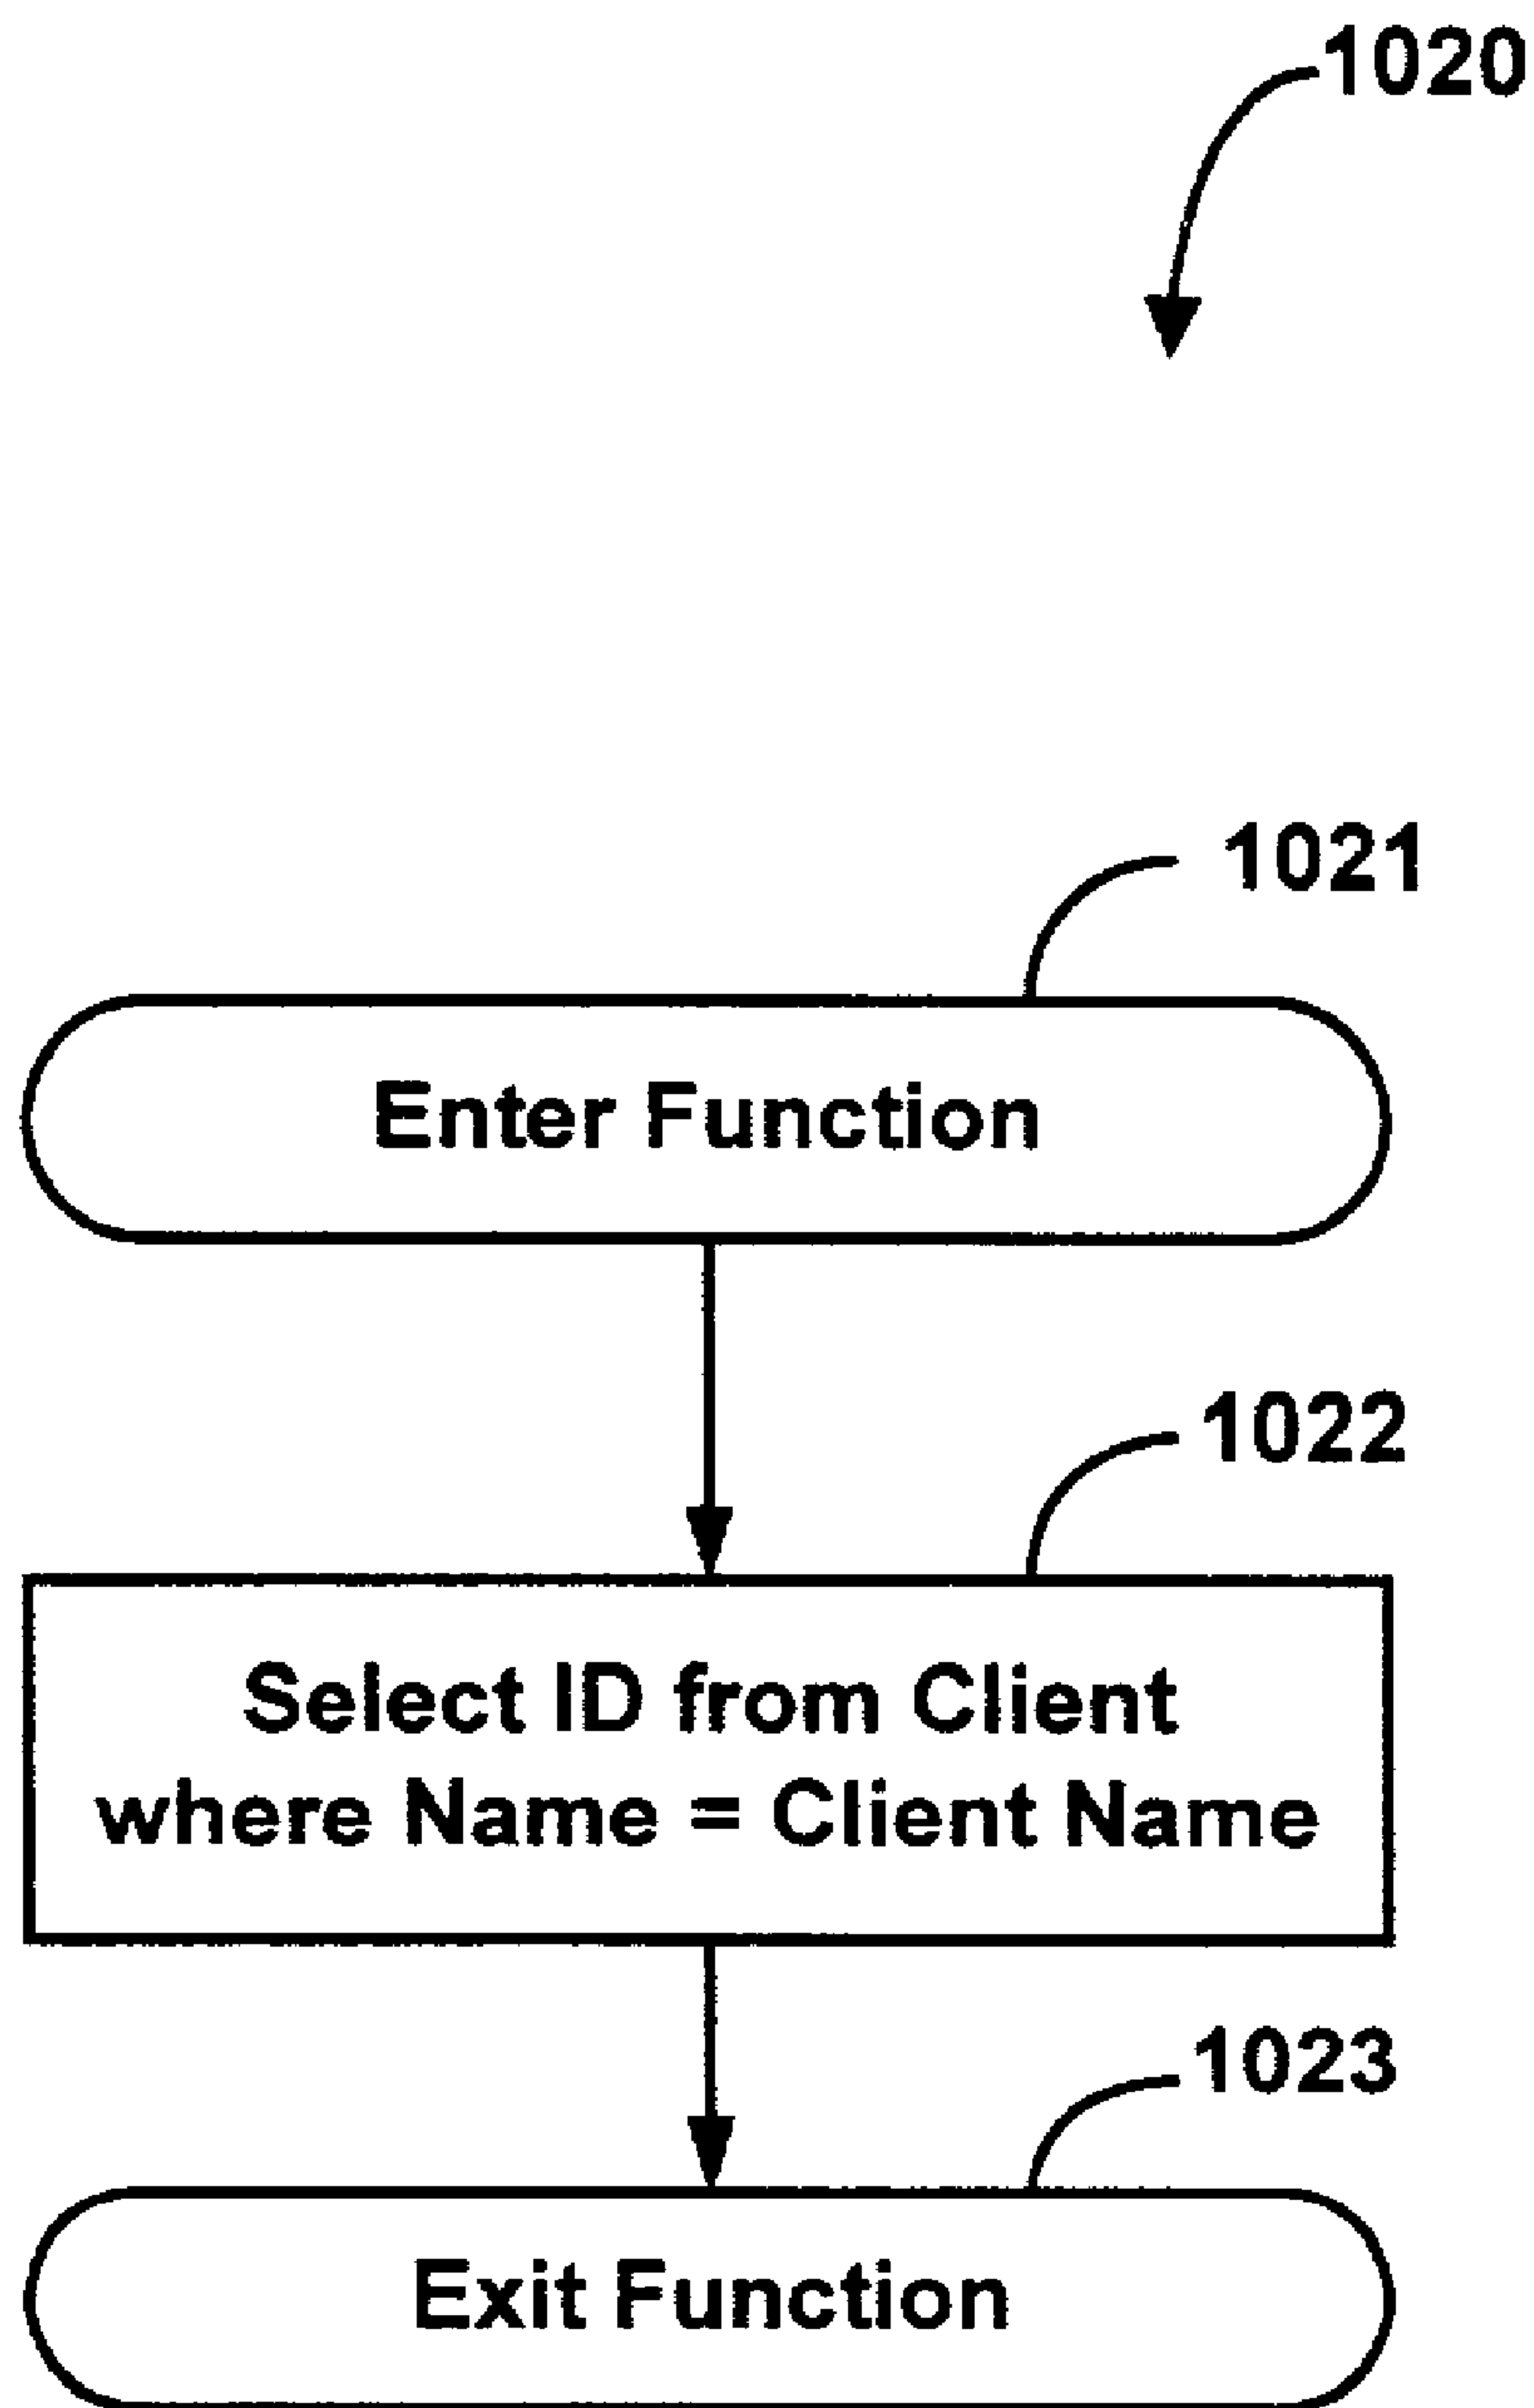 1020
1021
Enter Function
1022
Select ID from Client
where Name = Client Name
1023
Exit Function